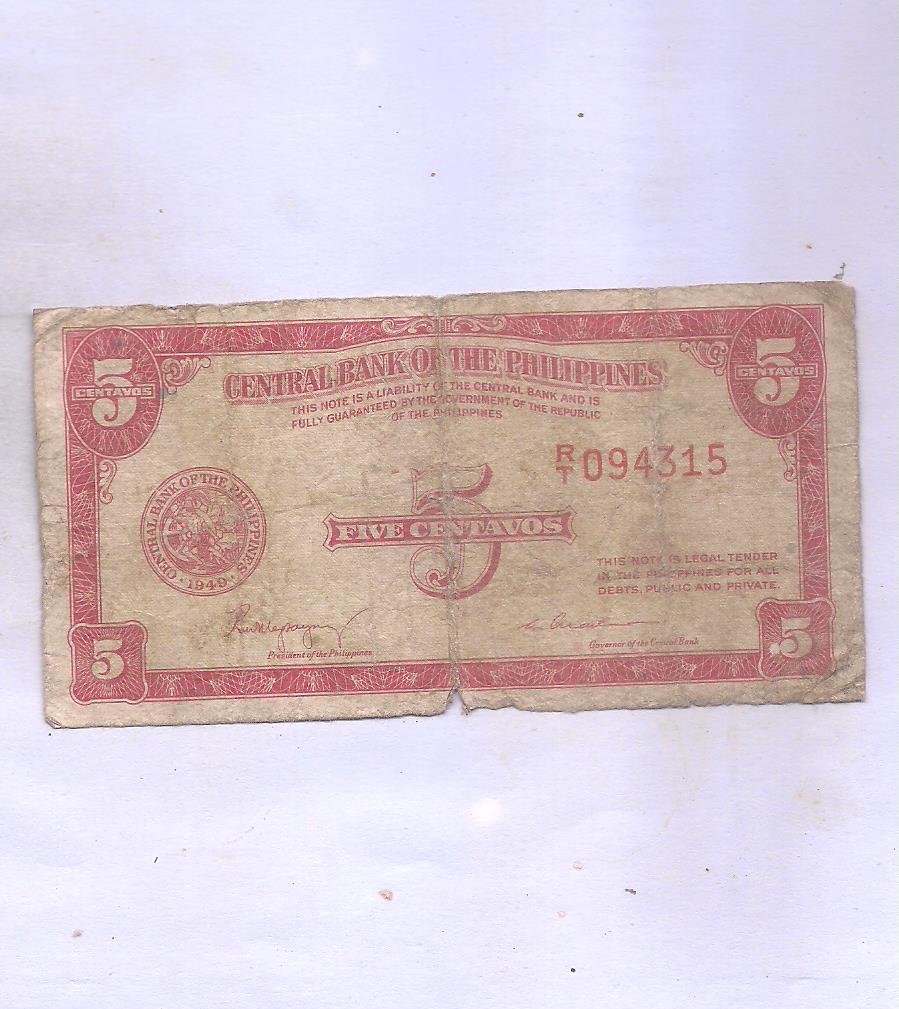 5
CENTAVOS
5
CENTAVOS
CENTRAL BANK OF THE PHILIPPINES
THIS NOTE IS A LIABILITY OF THE CENTRAL BANK AND IS
FULLY GUARANTEED BY THE GOVERNMENT OF THE REPUBLIC
OF THE PHILIPPINES
R/T 094315
5
FIVE CENTAVOS
CENTRAL BANK OF THE PHILIPPINES
1949
THIS NOTE IS LEGAL TENDER
IN THE PHILIPPINES FOR ALL
DEBTS, PUBLIC AND PRIVATE.
President of the Philippines
Governor of the Central Bank
5
5